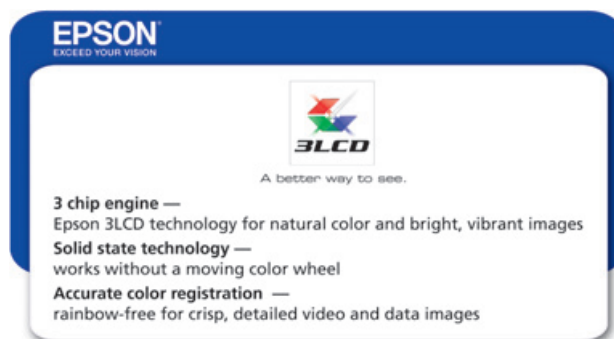 EPSON
EXCEED YOUR VISION
3LCD
A better way to see.
3 chip engine —
Epson 3LCD technology for natural color and bright, vibrant images
Solid state technology —
works without a moving color wheel
Accurate color registration —
rainbow-free for crisp, detailed video and data images